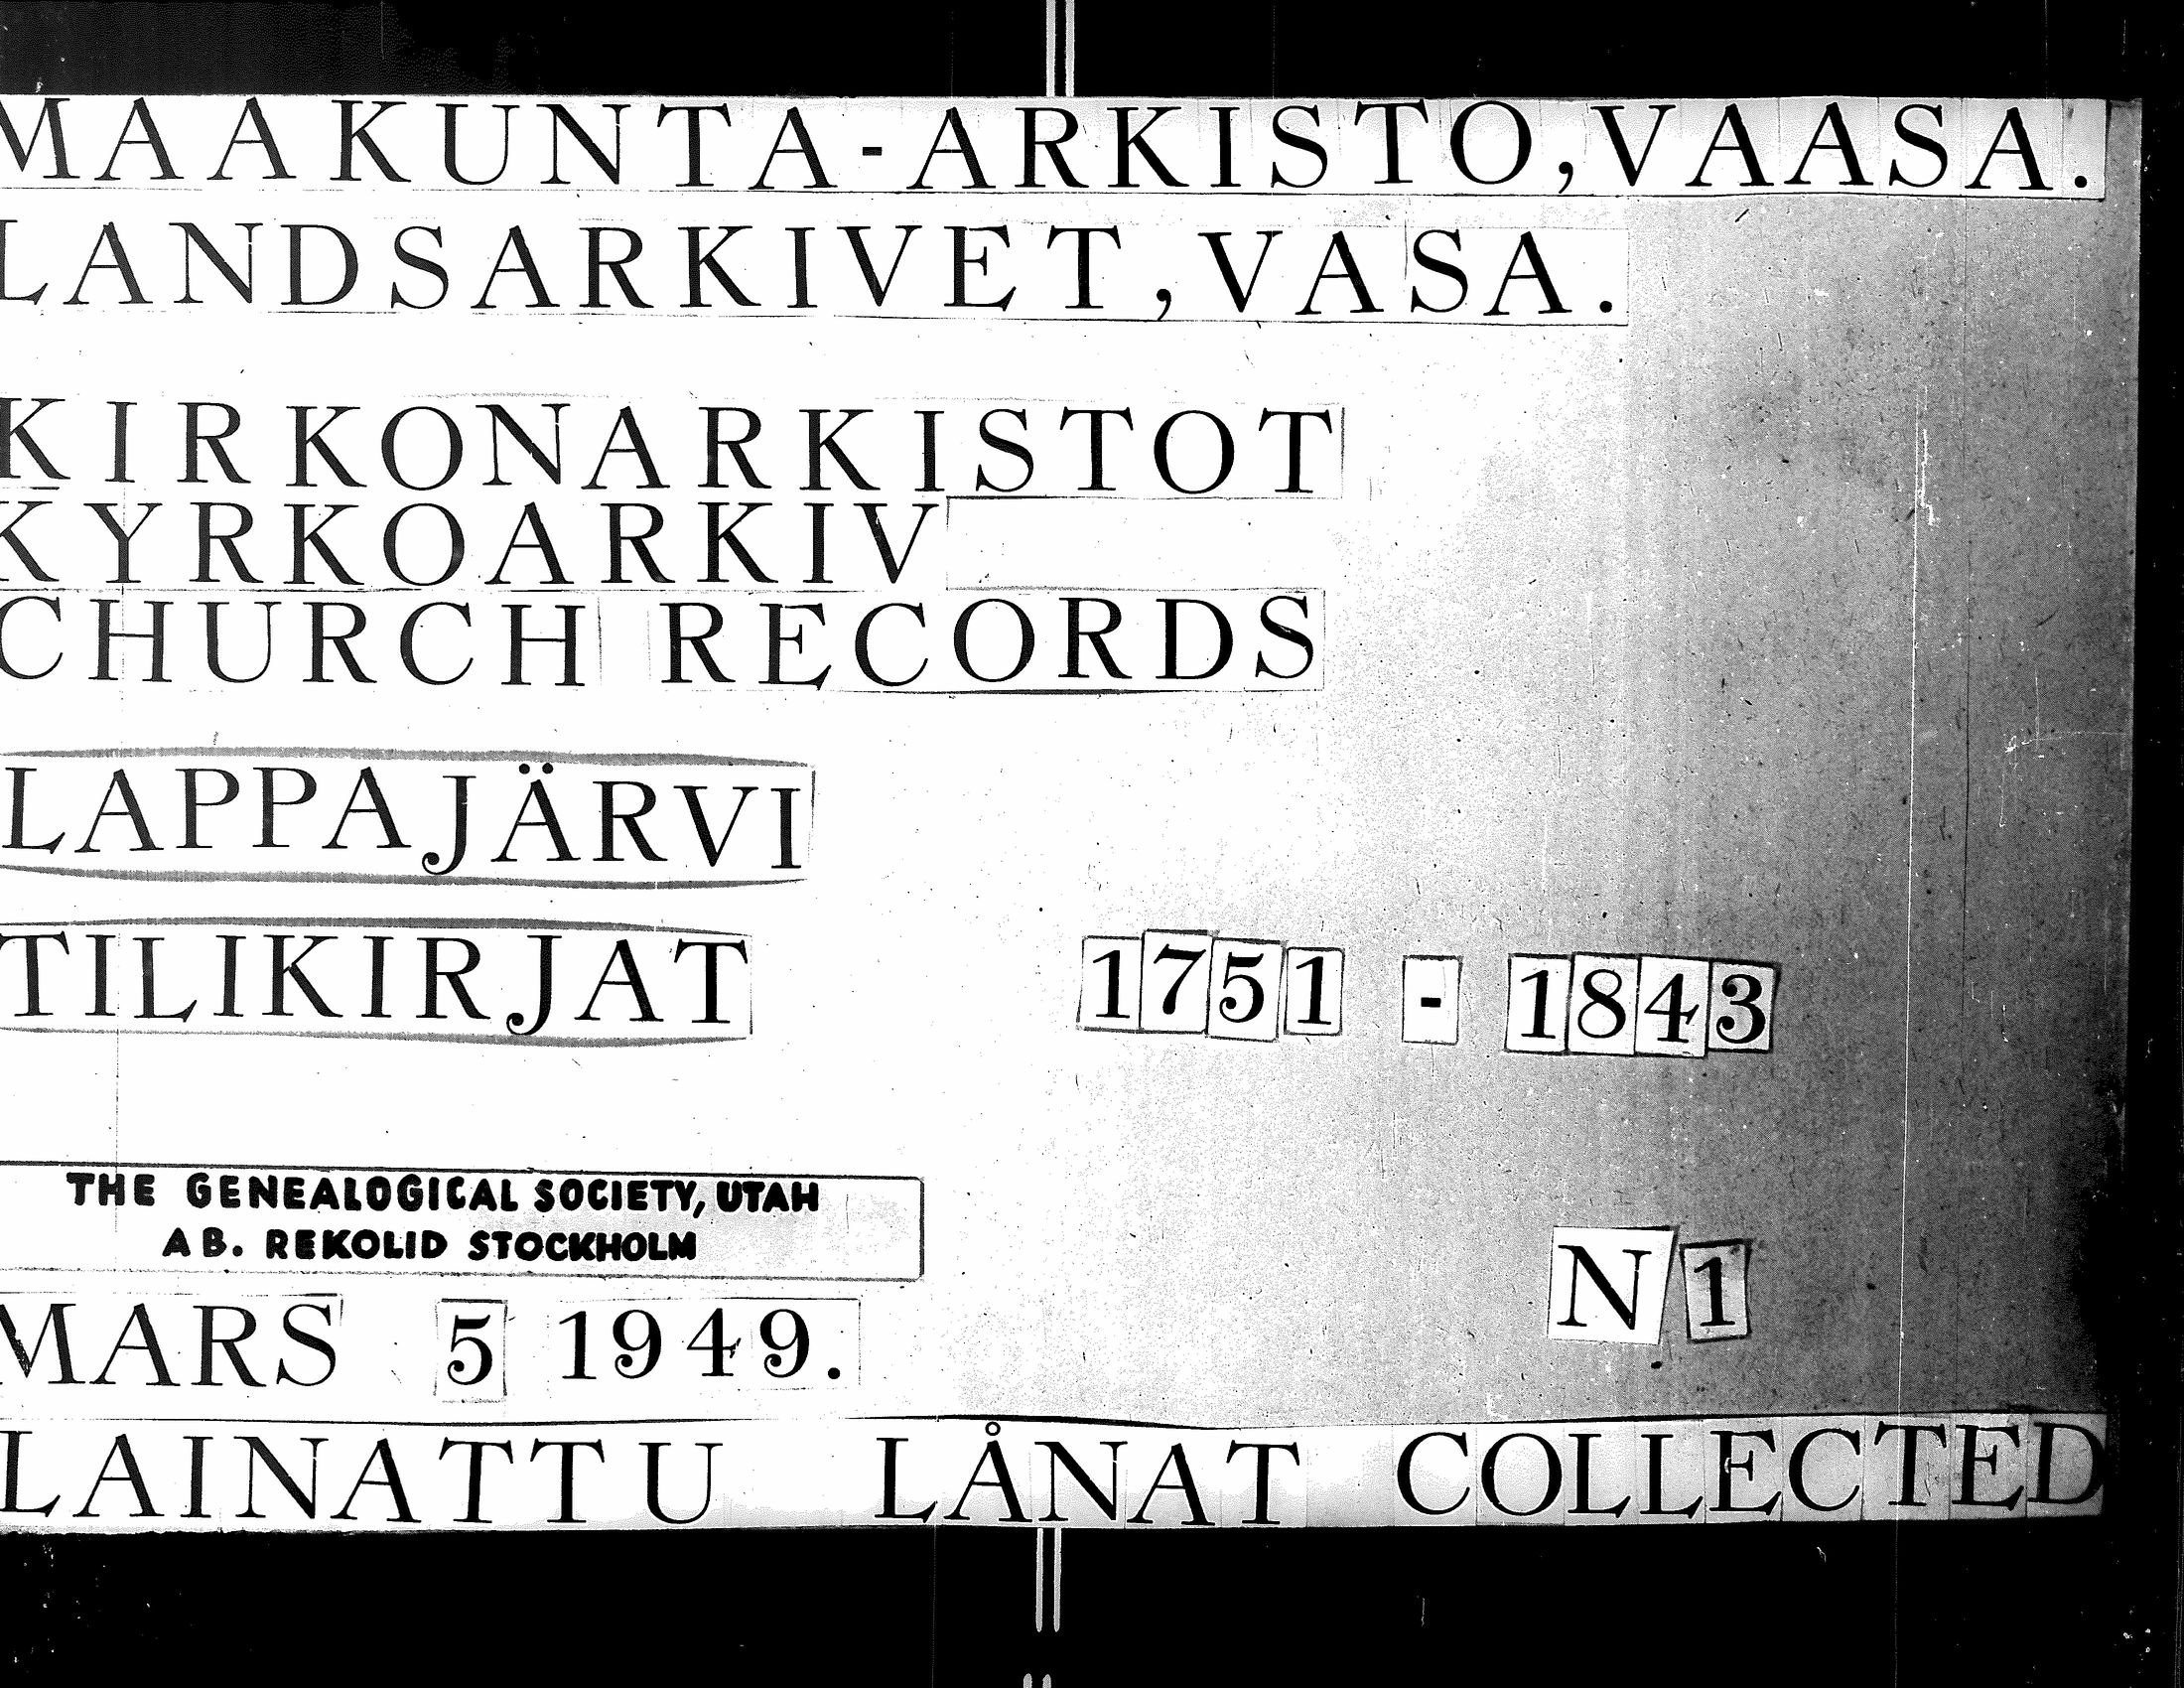 MAAKUNTA-ARKISTO,VAASA.
LANDSARKIVET,VASA.
KIRKONARKISTOT
KYRKOARKIV
CHURCH RECORDS
LAPPAJÄRVI
TILIKIRJAT 1751 - 1843
THE GENEALOGICAL SOCIETY, UTAH
AB. REKOLID STOCKHOLM
N 1
MARS 5 1949.
LAINATTU LÅNAT COLLECTED